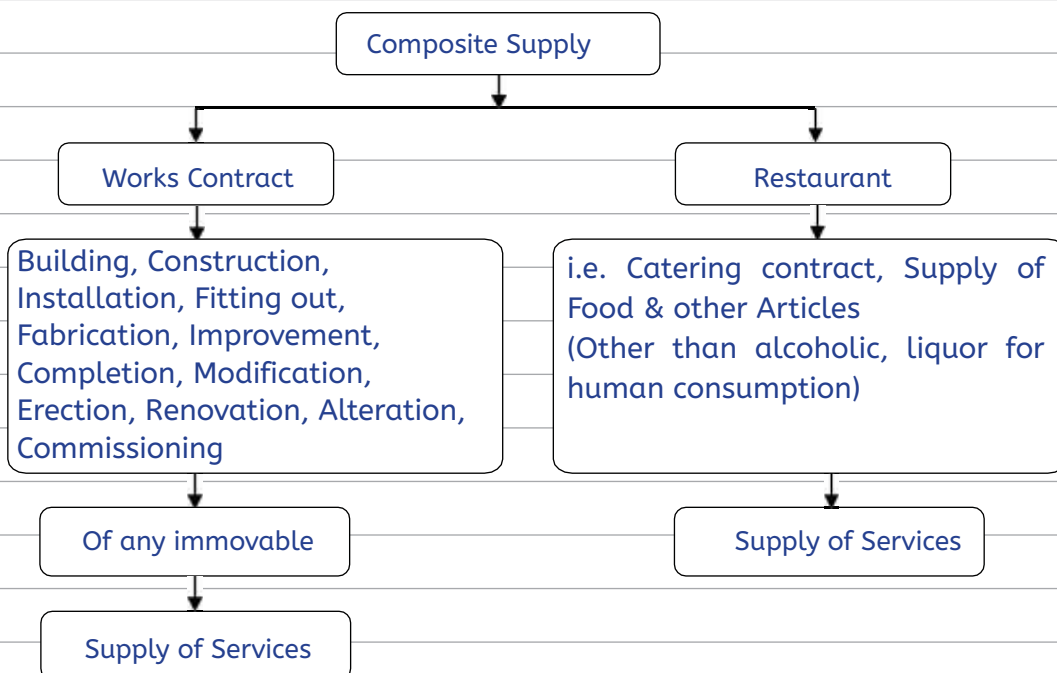 Composite Supply
Works Contract
Building, Construction,
Installation, Fitting out,
Fabrication, Improvement,
Completion, Modification,
Erection, Renovation, Alteration,
Commissioning
Of any immovable
Supply of Services
Restaurant
i.e. Catering contract, Supply of
Food & other Articles
(Other than alcoholic, liquor for
human consumption)
Supply of Services